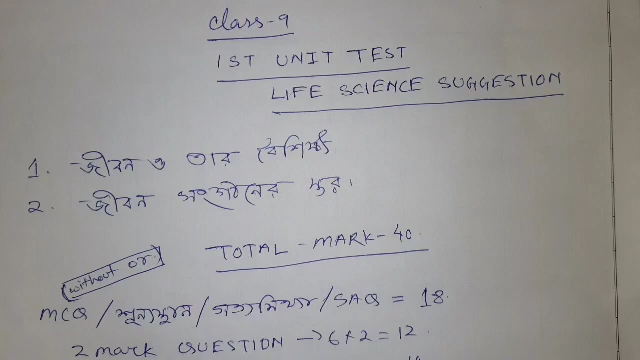 Class-9
1ST UNIT TEST
LIFE SCIENCE SUGGESTION
1. জীবন ও তার বৈশিষ্ট্য
2. জীবন সংগঠনের স্তর।
TOTAL - MARK - 40
without or.
MCQ / শূন্যস্থান / সত্যমিথ্যা / SAQ = 18.
2 mark QUESTION → 6×2 = 12.